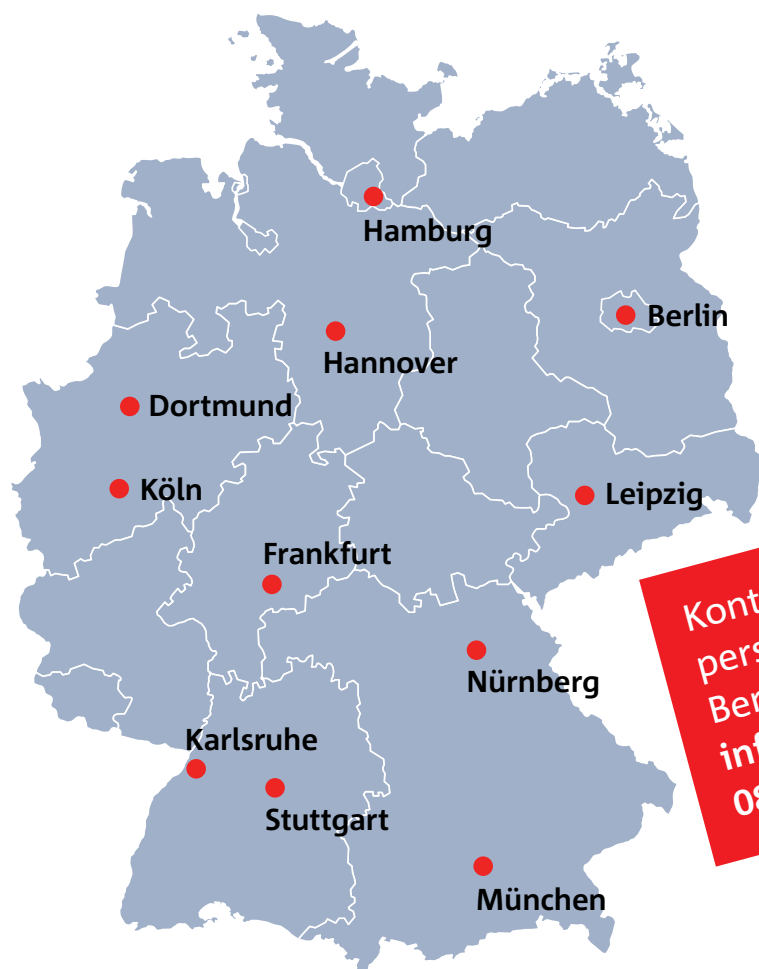 Hamburg
Berlin
Hannover
Dortmund
Köln
Leipzig
Frankfurt
Nürnberg
Karlsruhe
Stuttgart
München